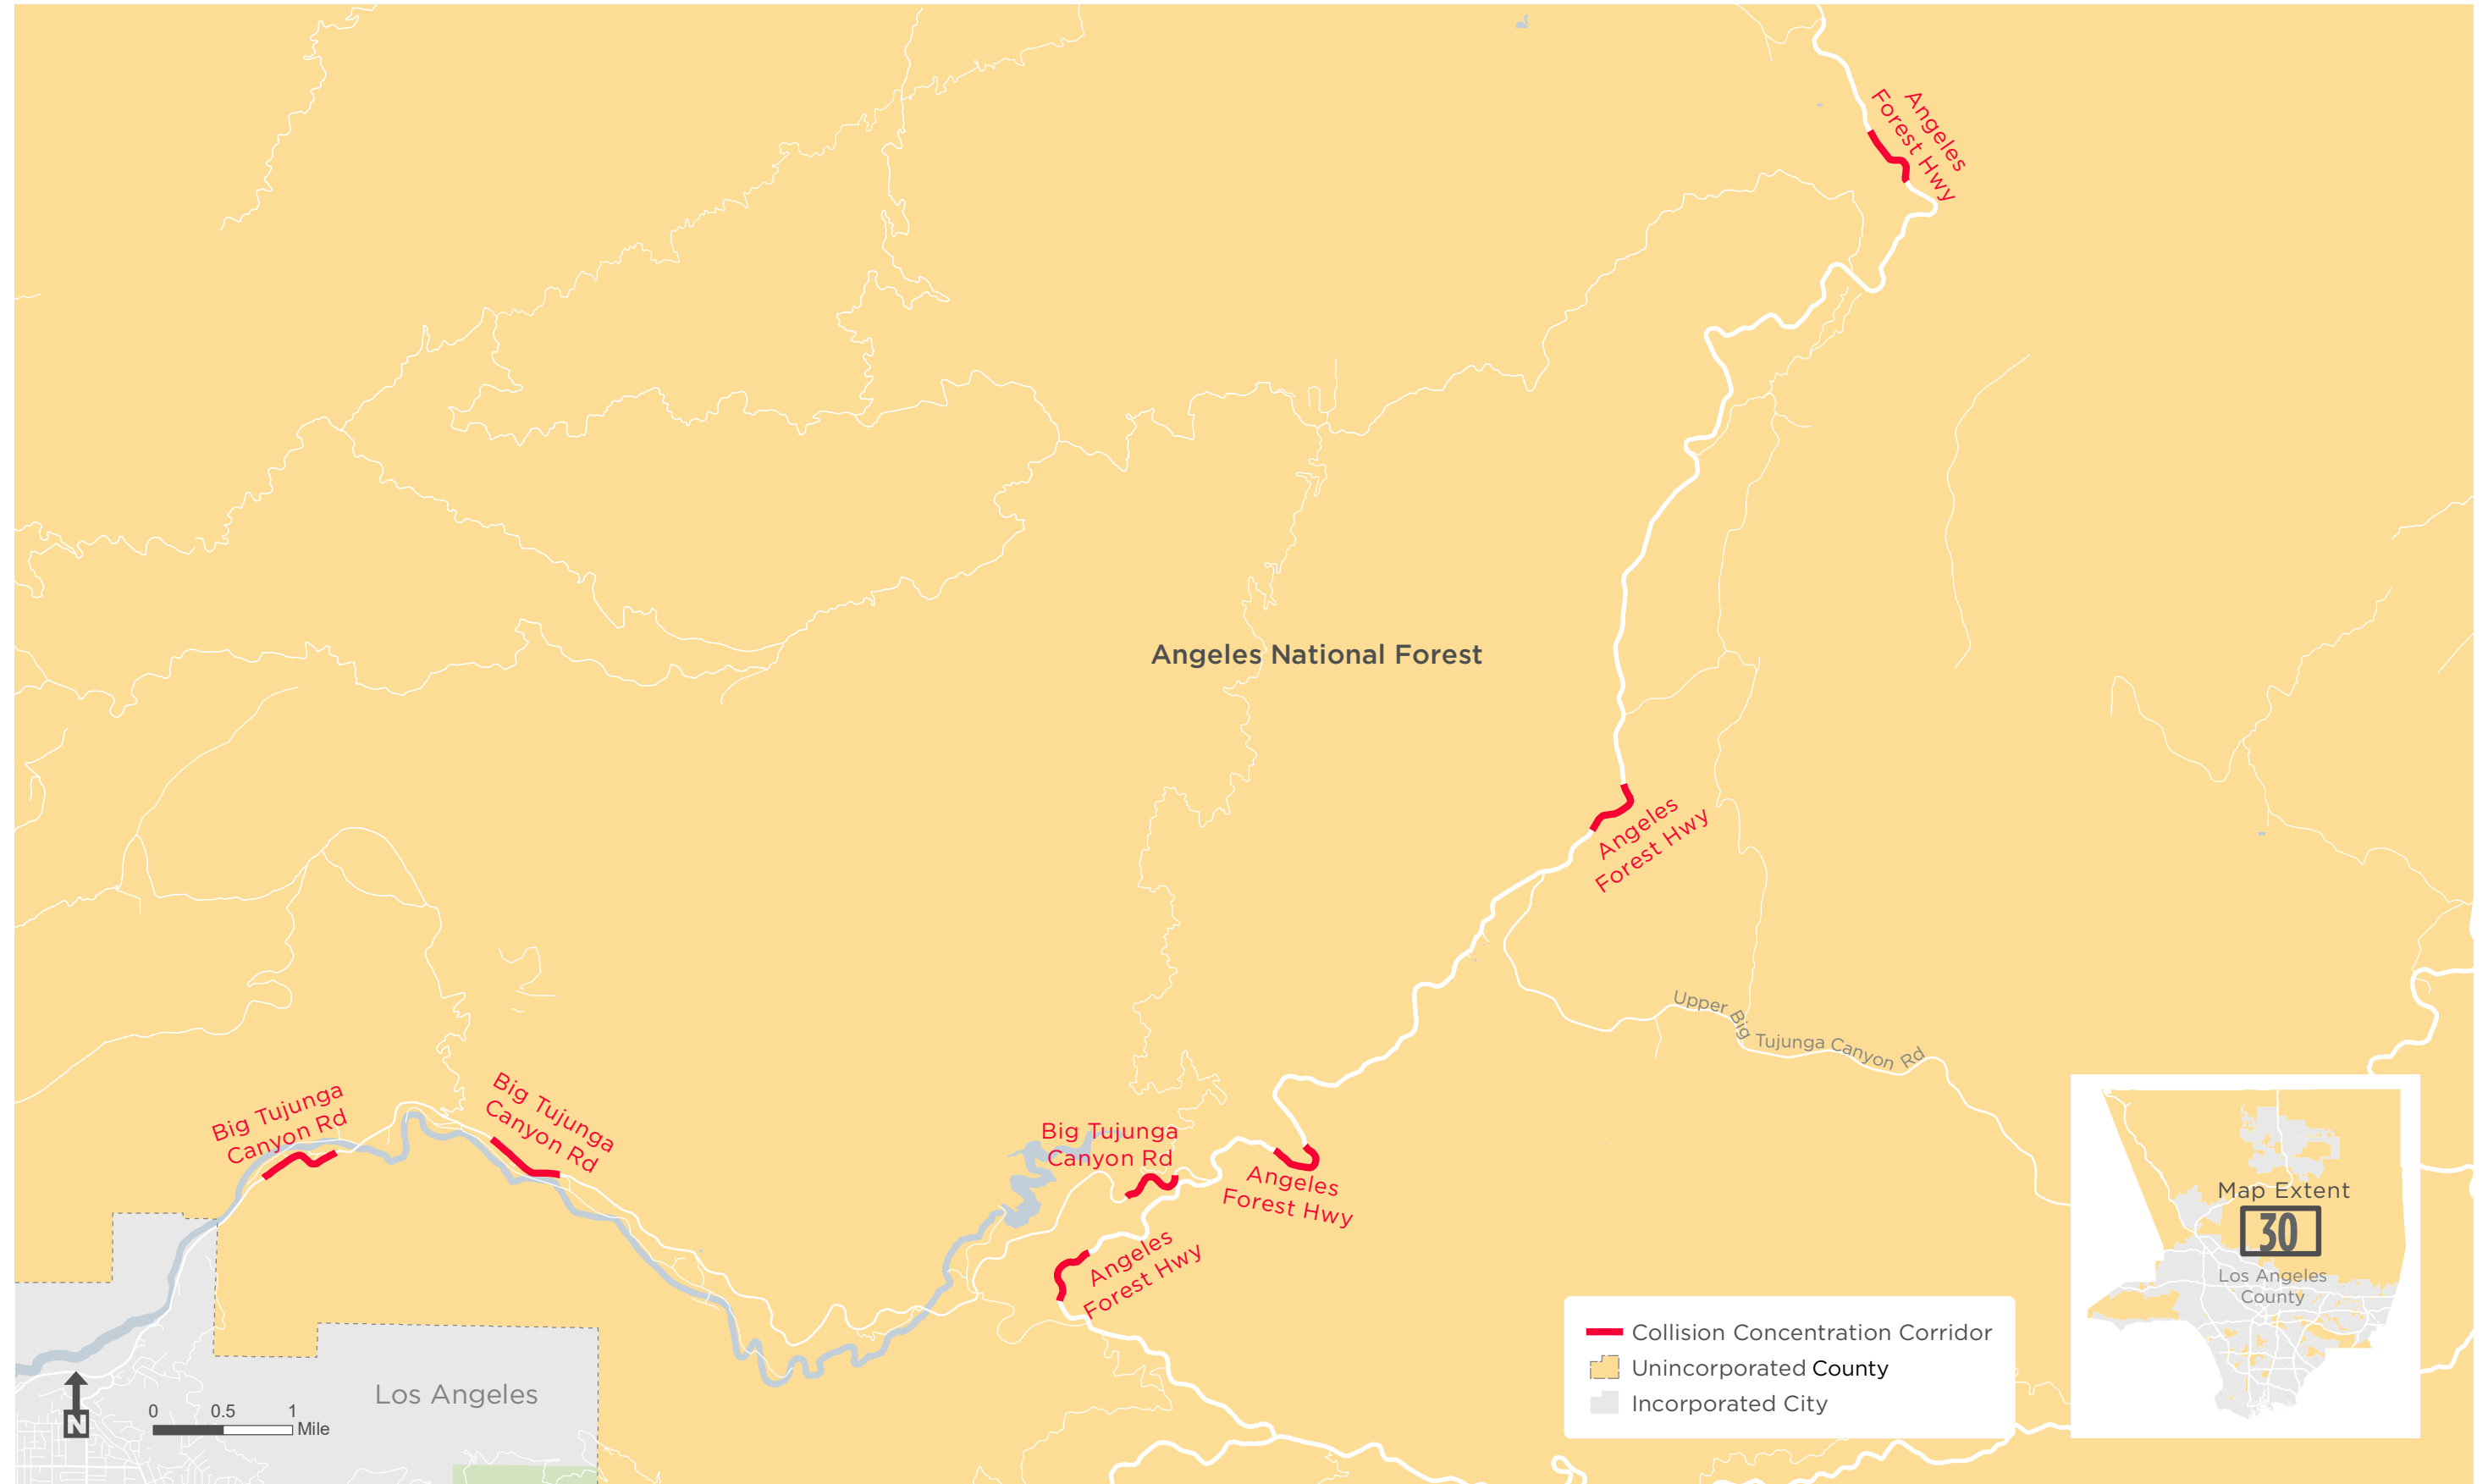 Angeles
Forest Hwy
Angeles National Forest
Angeles
Forest Hwy
Upper Big Tujunga Canyon Rd
Big Tujunga
Canyon Rd
Big Tujunga
Canyon Rd
Big Tujunga
Canyon Rd
Angeles
Forest Hwy
Angeles
Forest Hwy
Los Angeles
N
0 0.5 1
Mile
Collision Concentration Corridor
Unincorporated County
Incorporated City
Map Extent
30
Los Angeles
County